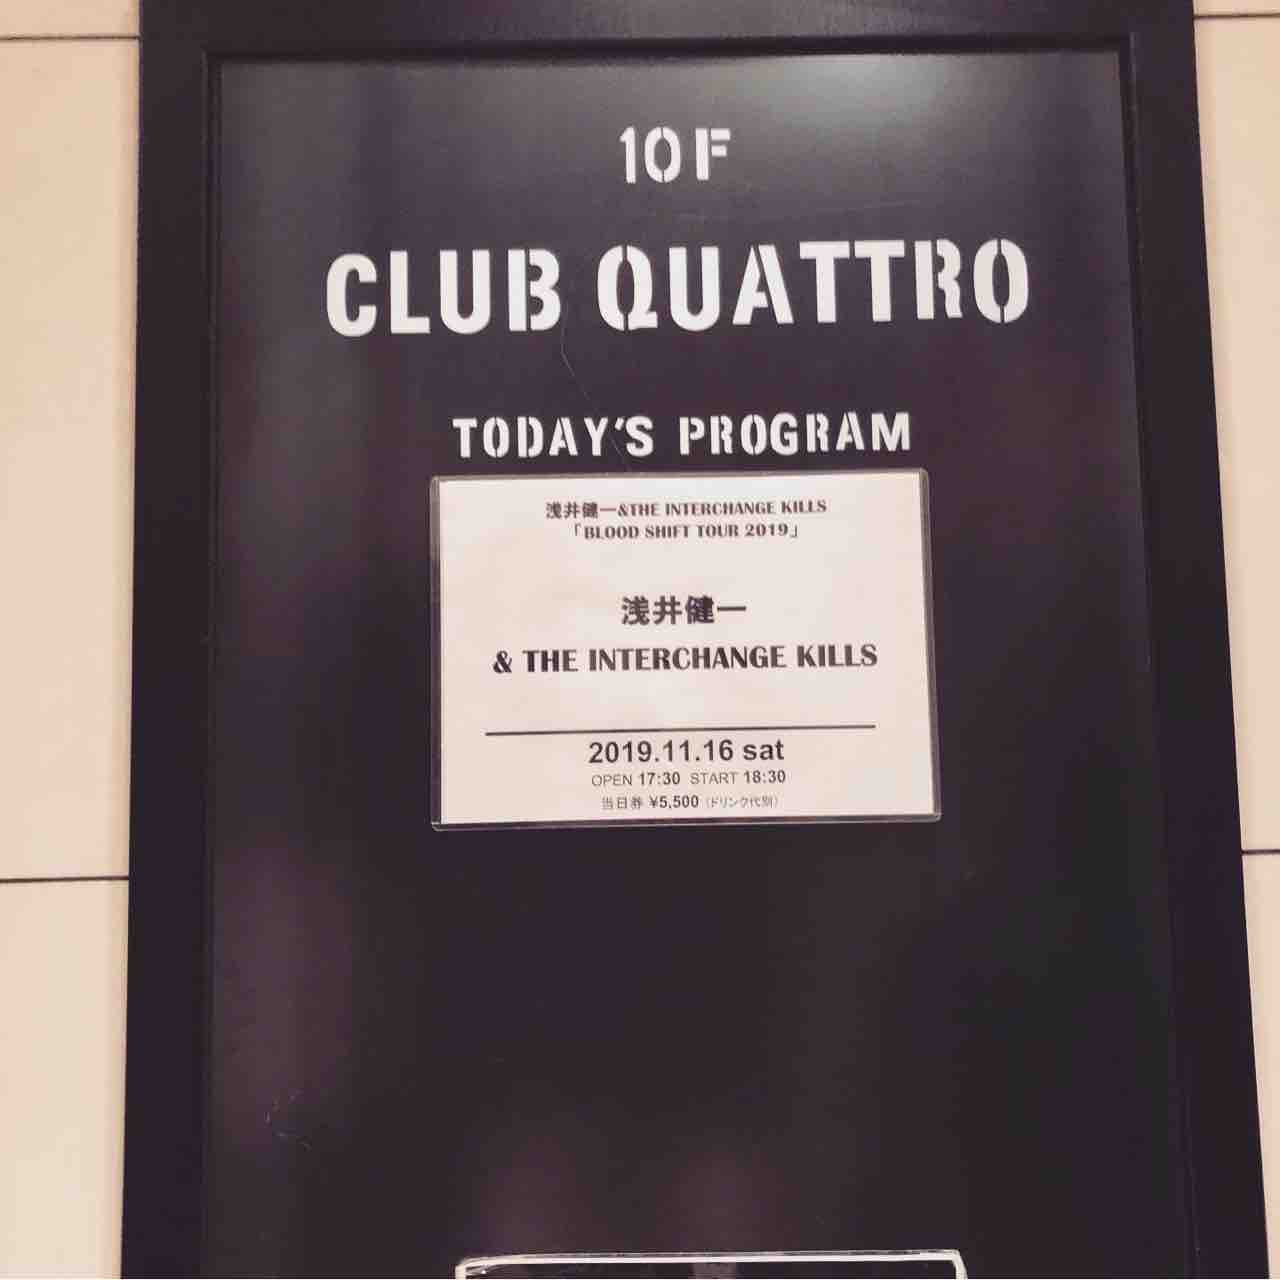 10F
CLUB QUATTRO
TODAY'S PROGRAM
浅井健一&THE INTERCHANGE KILLS
「BLOOD SHIFT TOUR 2019」
浅井健一
& THE INTERCHANGE KILLS
2019.11.16 sat
OPEN 17:30 START 18:30
当日券 ¥5,500 (ドリンク代別)